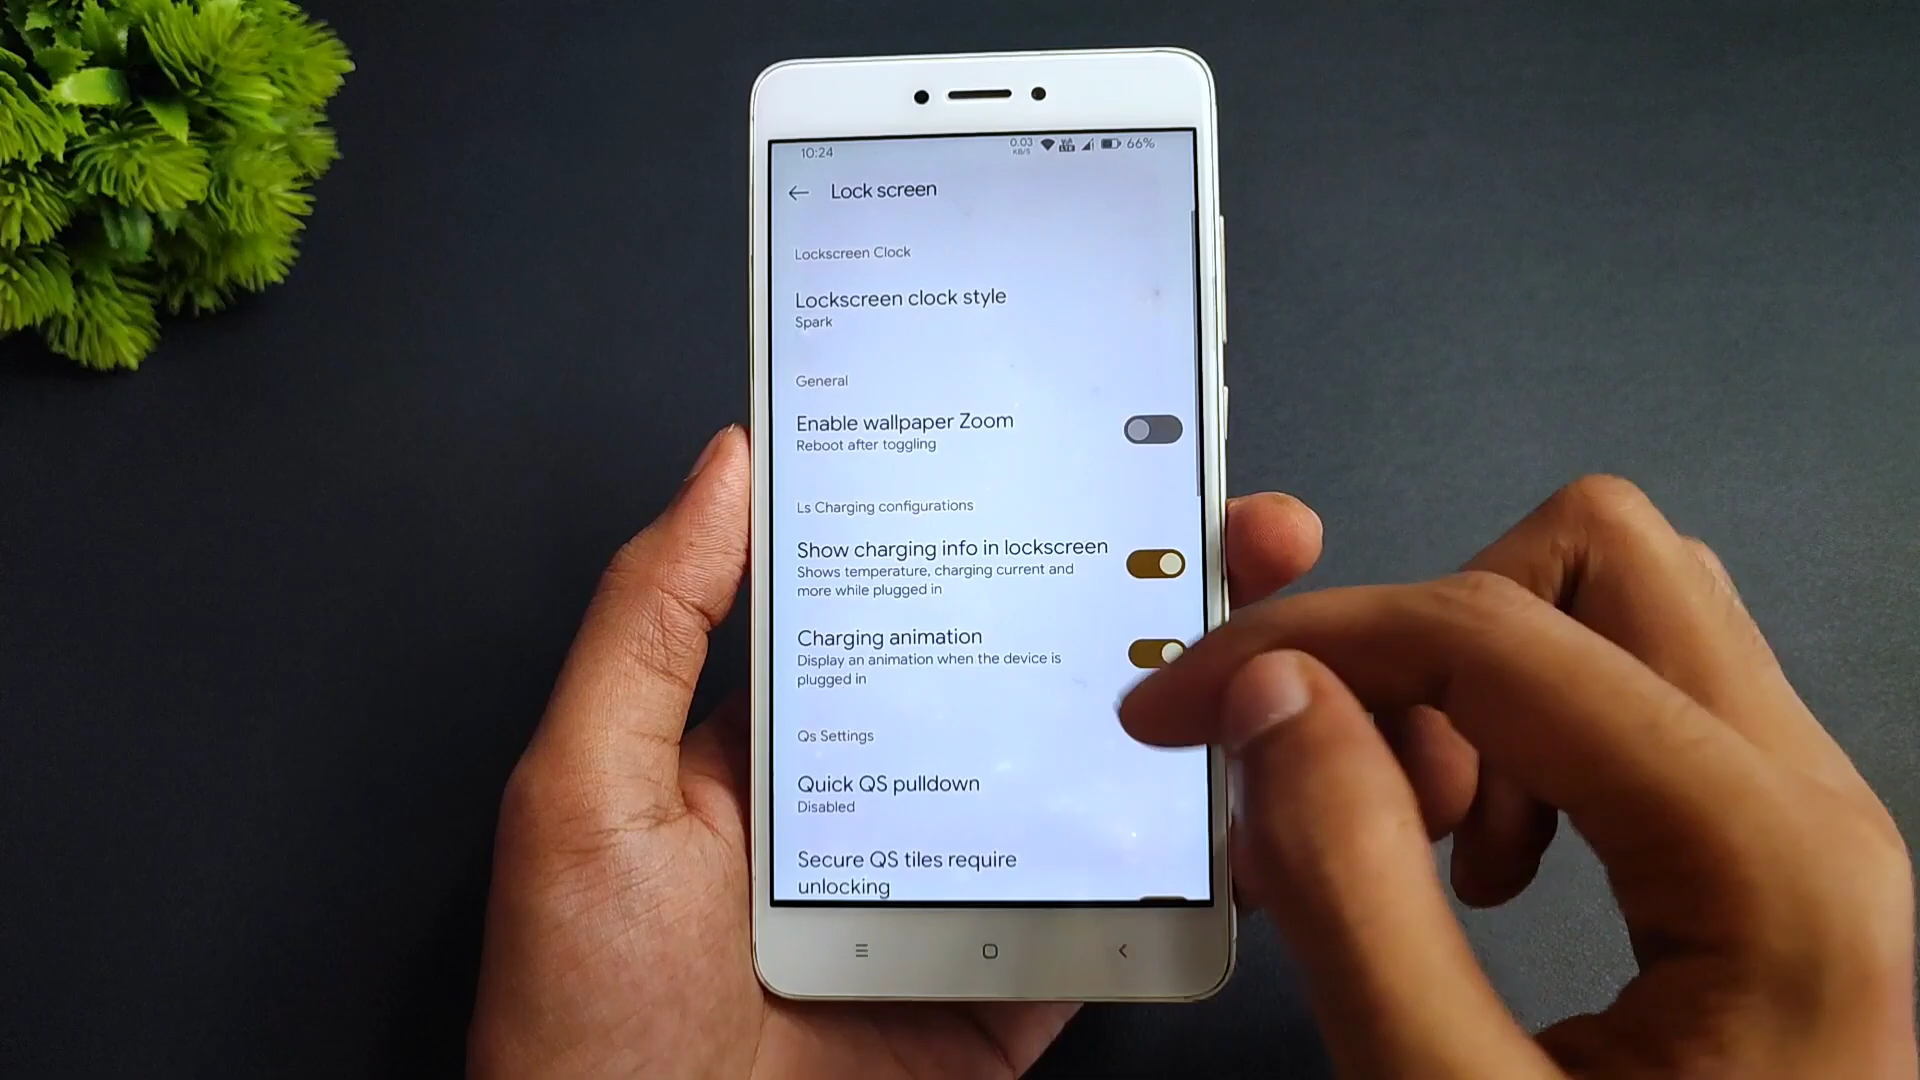 10:24
0.03
KB/S
66%
Lock screen
Lockscreen Clock
Lockscreen clock style
Spark
General
Enable wallpaper Zoom
Reboot after toggling
Ls Charging configurations
Show charging info in lockscreen
Shows temperature, charging current and
more while plugged in
Charging animation
Display an animation when the device is
plugged in
Qs Settings
Quick QS pulldown
Disabled
Secure QS tiles require
unlocking